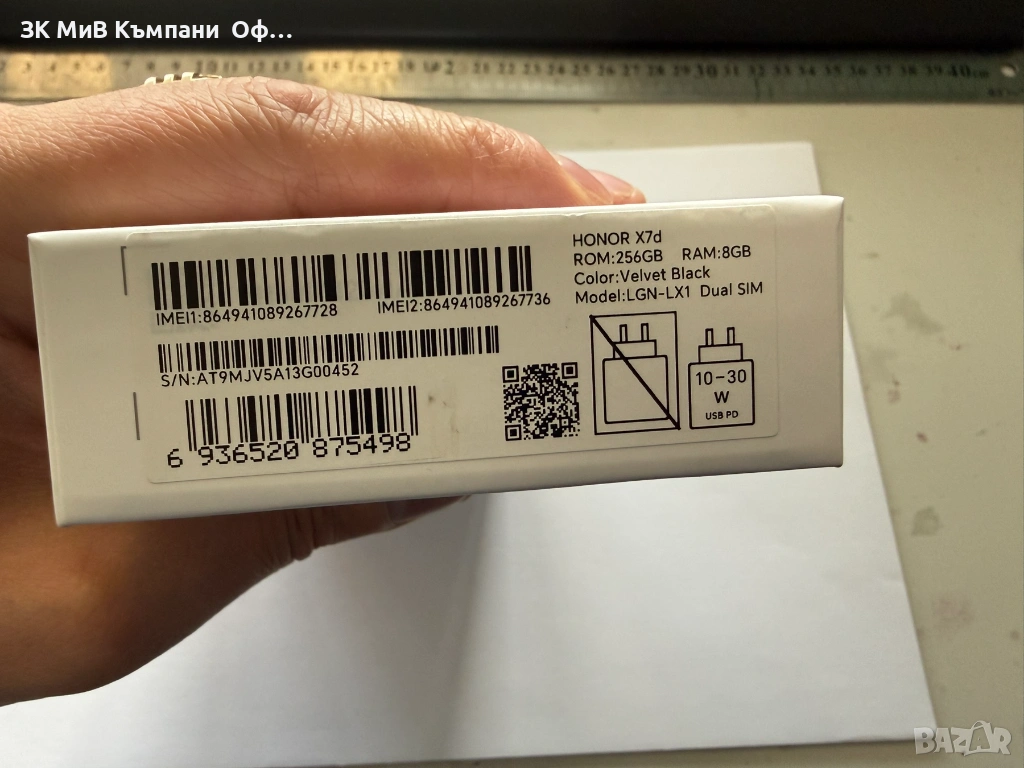 ЗК МиВ Къмпани Оф...
HONOR X7d
ROM:256GB RAM:8GB
Color:Velvet Black
Model:LGN-LX1 Dual SIM
IMEI1:864941089267728
IMEI2:864941089267736
S/N:AT9MJV5A13G00452
6 936520 875498
10-30
W
USB PD
BAZAR